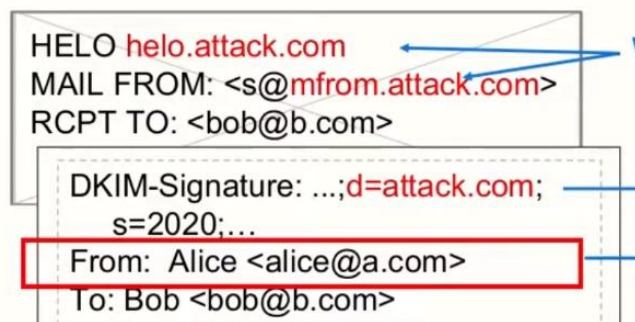 HELO helo.attack.com
MAIL FROM: <s@mfrom.attack.com>
RCPT TO: <bob@b.com>
DKIM-Signature: ...;d=attack.com;
s=2020;...
From:  Alice <alice@a.com>
To: Bob <bob@b.com>